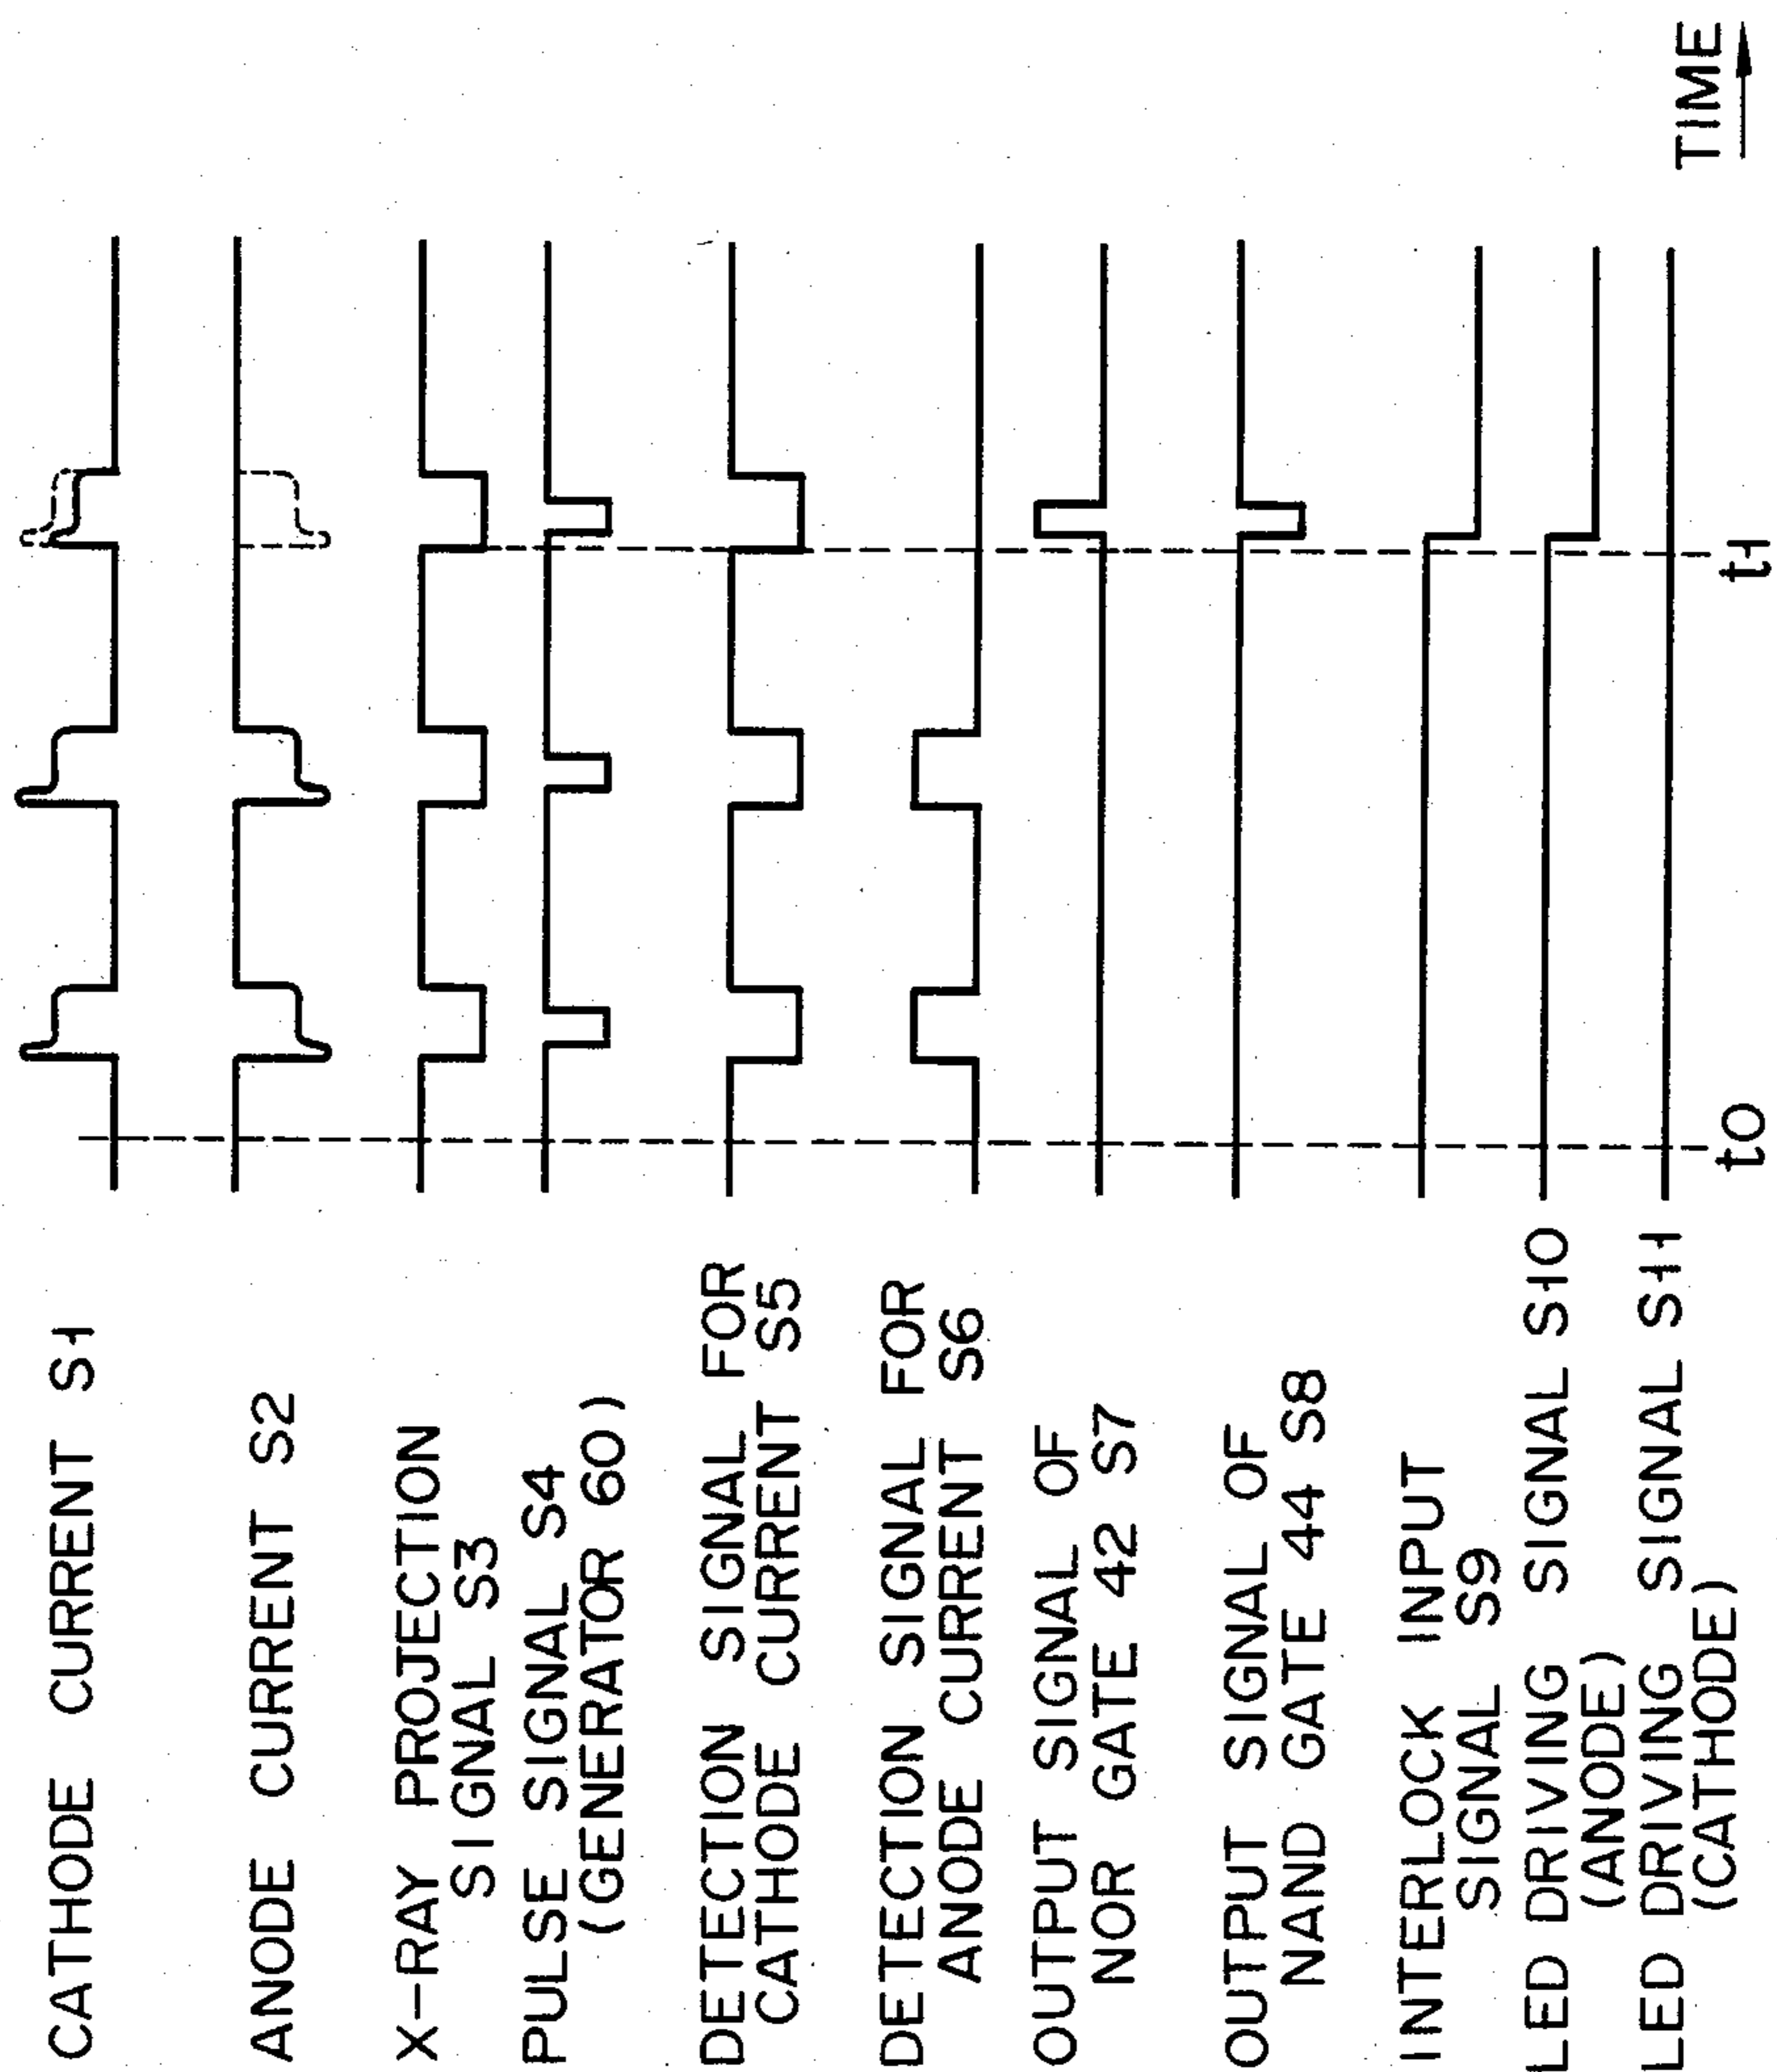 CATHODE CURRENT S1
ANODE CURRENT S2
X-RAY PROJECTION
SIGNAL S3
PULSE SIGNAL S4
(GENERATOR 60)
DETECTION SIGNAL FOR
CATHODE CURRENT S5
DETECTION SIGNAL FOR
ANODE CURRENT S6
OUTPUT SIGNAL OF
NOR GATE 42 S7
OUTPUT SIGNAL OF
NAND GATE 44 S8
INTERLOCK INPUT
SIGNAL S9
LED DRIVING SIGNAL S10
(ANODE)
LED DRIVING SIGNAL S11
(CATHODE)
t0
t1
TIME